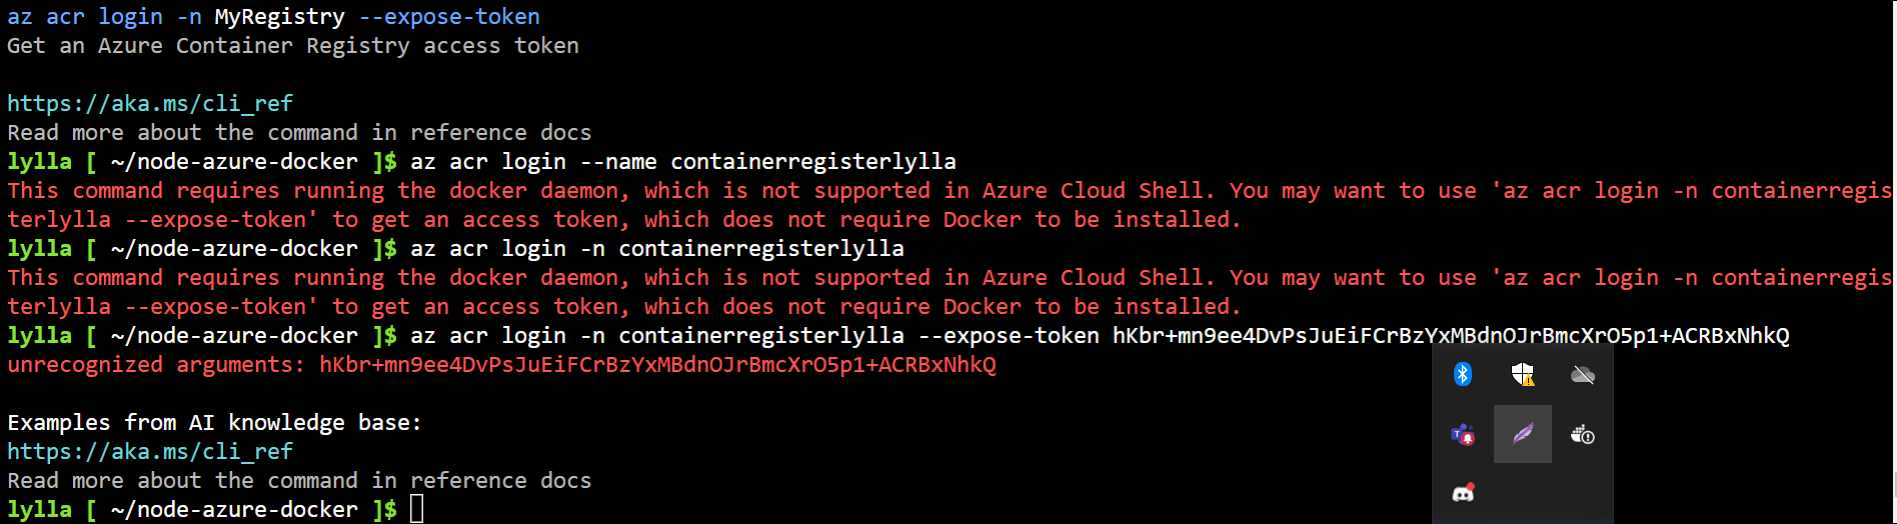 az acr login -n MyRegistry --expose-token
Get an Azure Container Registry access token
https://aka.ms/cli_ref
Read more about the command in reference docs
lylla [ ~/node-azure-docker ]$ az acr login --name containerregisterlylla
This command requires running the docker daemon, which is not supported in Azure Cloud Shell. You may want to use 'az acr login -n containerregis
terlylla --expose-token' to get an access token, which does not require Docker to be installed.
lylla [ ~/node-azure-docker ]$ az acr login -n containerregisterlylla
This command requires running the docker daemon, which is not supported in Azure Cloud Shell. You may want to use 'az acr login -n containerregis
terlylla --expose-token' to get an access token, which does not require Docker to be installed.
lylla [ ~/node-azure-docker ]$ az acr login -n containerregisterlylla --expose-token hKbr+mn9ee4DvPsJuEiFCrBzYxMBdnOJrBmcXrO5p1+ACRBxNhkQ
unrecognized arguments: hKbr+mn9ee4DvPsJuEiFCrBzYxMBdnOJrBmcXrO5p1+ACRBxNhkQ
Examples from AI knowledge base:
https://aka.ms/cli_ref
Read more about the command in reference docs
lylla [ ~/node-azure-docker ]$